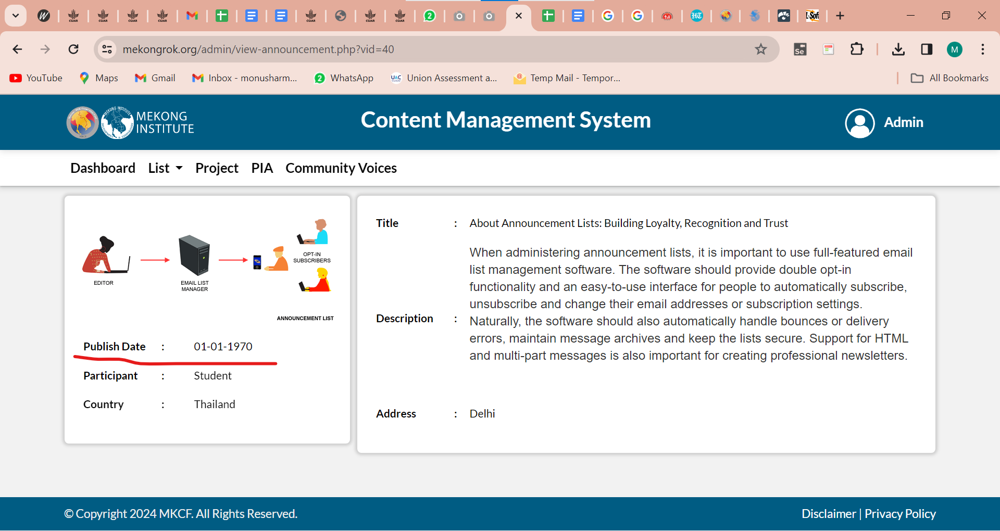 mekongrok.org/admin/view-announcement.php?vid=40
Se
M
YouTube
Maps
Gmail
Inbox - monusharm...
2 WhatsApp
UAC Union Assessment a...
Temp Mail - Tempor...
All Bookmarks
MEKONG
INSTITUTE
Content Management System
Admin
Dashboard
List
Project
PIA
Community Voices
OPT-IN
SUBSCRIBERS
EDITOR
EMAIL LIST
MANAGER
ANNOUNCEMENT LIST
Publish Date : 01-01-1970
Participant : Student
Country : Thailand
Title : About Announcement Lists: Building Loyalty, Recognition and Trust
Description :
When administering announcement lists, it is important to use full-featured email
list management software. The software should provide double opt-in
functionality and an easy-to-use interface for people to automatically subscribe,
unsubscribe and change their email addresses or subscription settings.
Naturally, the software should also automatically handle bounces or delivery
errors, maintain message archives and keep the lists secure. Support for HTML
and multi-part messages is also important for creating professional newsletters.
Address : Delhi
© Copyright 2024 MKCF. All Rights Reserved.
Disclaimer | Privacy Policy